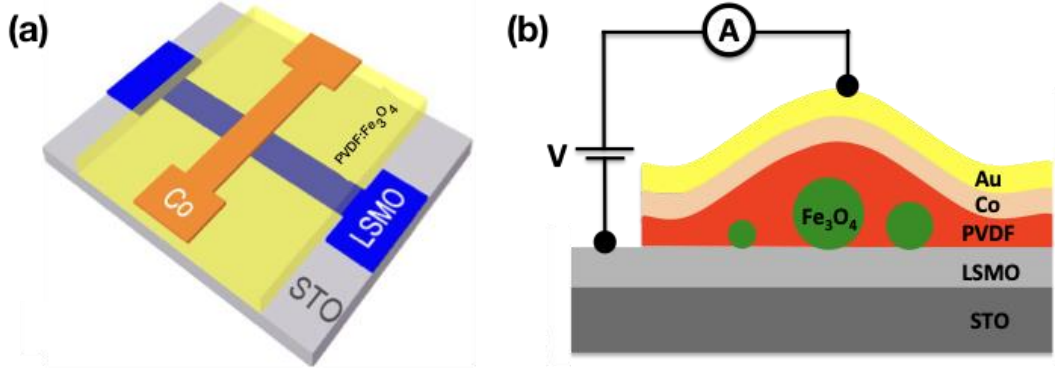 (a)
Co
PVDF:Fe₃O₄
LSMO
STO
(b)
A
V
Au
Co
Fe₃O₄
PVDF
LSMO
STO